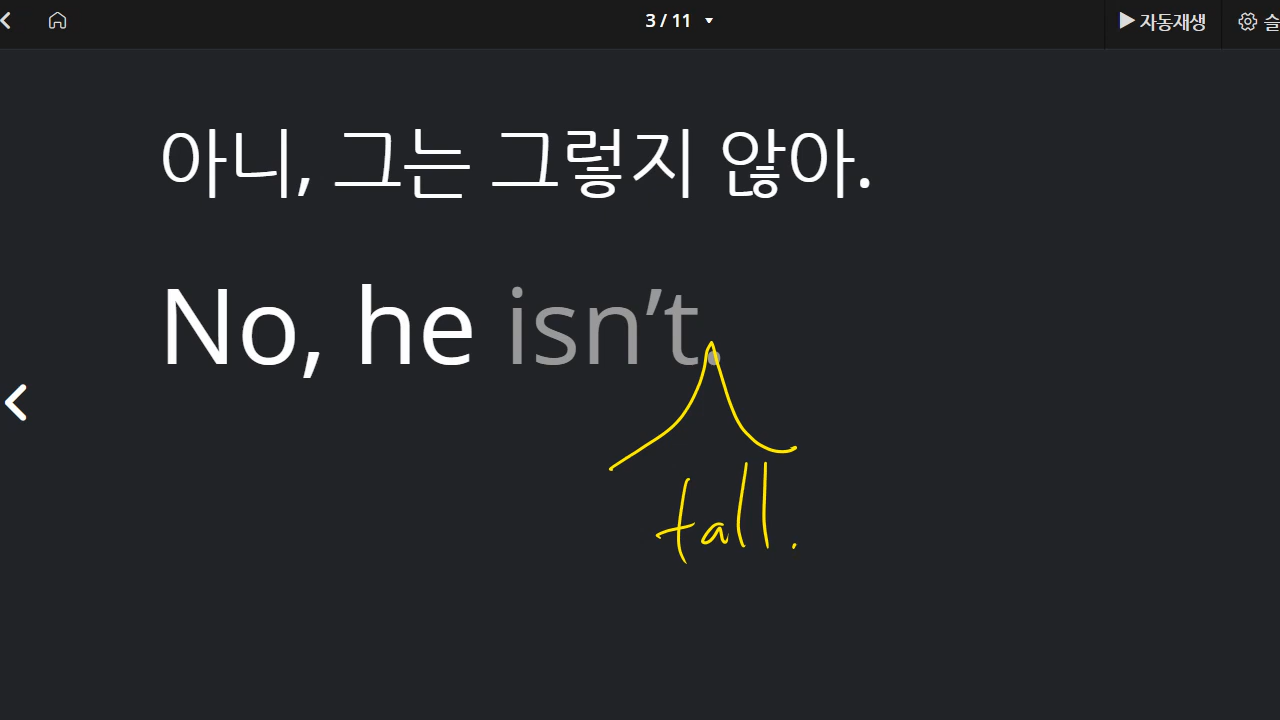 3 / 11
자동재생
슬
아니, 그는 그렇지 않아.
No, he isn't.
tall.